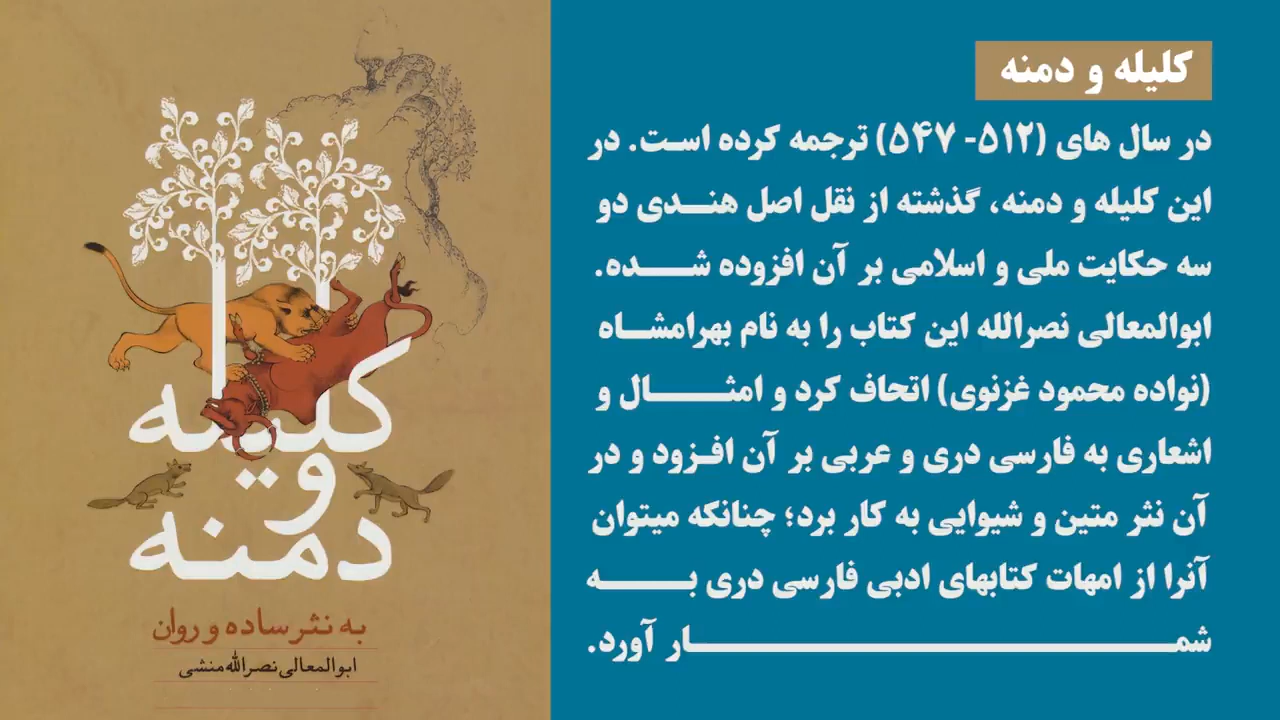 کلیله و دمنه
در سال های (۵۱۲- ۵۴۷) ترجمه کرده است. در
این کلیله و دمنه، گذشته از نقل اصل هندی دو
سه حکایت ملی و اسلامی بر آن افزوده شده.
ابوالمعالی نصرالله این کتاب را به نام بهرامشاه
(نواده محمود غزنوی) اتحاف کرد و امثال و
اشعاری به فارسی دری و عربی بر آن افزود و در
آن نثر متین و شیوایی به کار برد؛ چنانکه میتوان
آنرا از امهات کتابهای ادبی فارسی دری به
شمار آورد.
کلیله
و
دمنه
به نثر ساده و روان
ابوالمعالی نصرالله منشی